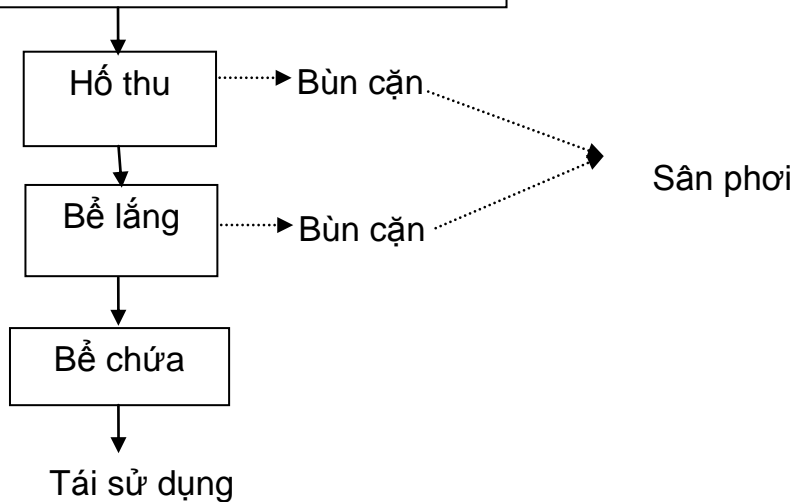 Hố thu
Bùn cặn
Sân phơi
Bể lắng
Bùn cặn
Bể chứa
Tái sử dụng